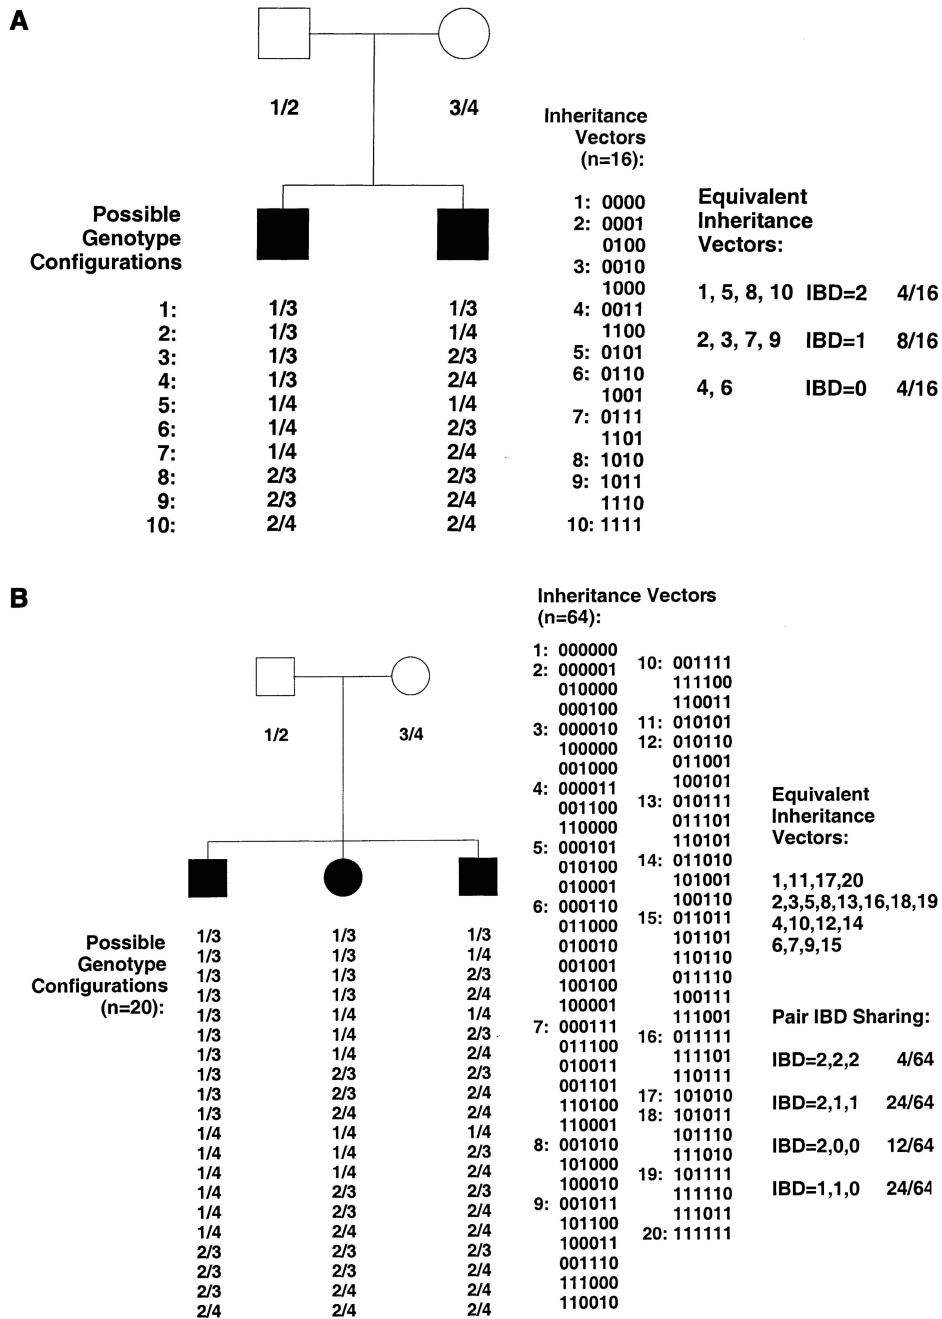 A
1/2
3/4
Inheritance
Vectors
(n=16):
Possible
Genotype
Configurations
1: 1/3 1/3
2: 1/3 1/4
3: 1/3 2/3
4: 1/3 2/4
5: 1/4 1/4
6: 1/4 2/3
7: 1/4 2/4
8: 2/3 2/3
9: 2/3 2/4
10: 2/4 2/4
1: 0000
2: 0001
0100
3: 0010
1000
4: 0011
1100
5: 0101
6: 0110
1001
7: 0111
1101
8: 1010
9: 1011
1110
10: 1111
Equivalent
Inheritance
Vectors:
1, 5, 8, 10 IBD=2 4/16
2, 3, 7, 9 IBD=1 8/16
4, 6 IBD=0 4/16
B
1/2
3/4
Possible
Genotype
Configurations
(n=20):
1/3 1/3 1/3
1/3 1/3 1/4
1/3 1/3 2/3
1/3 1/3 2/4
1/3 1/4 1/4
1/3 1/4 2/3
1/3 1/4 2/4
1/3 2/3 2/3
1/3 2/3 2/4
1/3 2/4 2/4
1/4 1/4 1/4
1/4 1/4 2/3
1/4 1/4 2/4
1/4 2/3 2/3
1/4 2/3 2/4
1/4 2/4 2/4
2/3 2/3 2/3
2/3 2/3 2/4
2/3 2/4 2/4
2/4 2/4 2/4
Inheritance Vectors
(n=64):
1: 000000
2: 000001
010000
000100
3: 000010
100000
001000
4: 000011
001100
110000
5: 000101
010100
010001
6: 000110
011000
010010
001001
100100
100001
7: 000111
011100
010011
001101
110100
110001
8: 001010
101000
100010
9: 001011
101100
100011
001110
111000
110010
10: 001111
111100
110011
11: 010101
12: 010110
011001
100101
13: 010111
011101
110101
14: 011010
101001
100110
15: 011011
101101
110110
011110
100111
111001
16: 011111
111101
110111
17: 101010
18: 101011
101110
111010
19: 101111
111110
111011
20: 111111
Equivalent
Inheritance
Vectors:
1,11,17,20
2,3,5,8,13,16,18,19
4,10,12,14
6,7,9,15
Pair IBD Sharing:
IBD=2,2,2 4/64
IBD=2,1,1 24/64
IBD=2,0,0 12/64
IBD=1,1,0 24/64